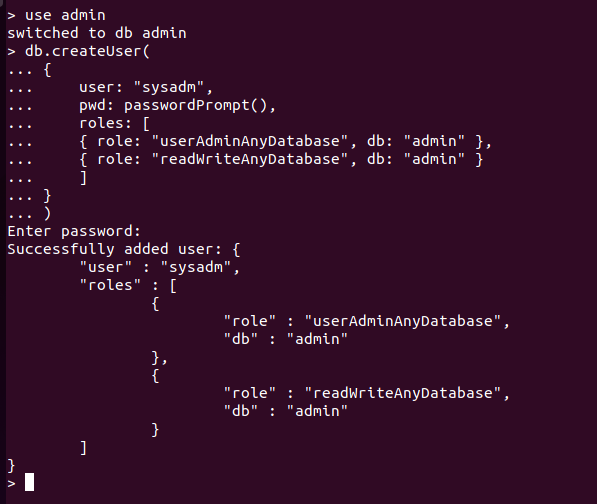 > use admin
switched to db admin
> db.createUser(
... {
...     user: "sysadm",
...     pwd: passwordPrompt(),
...     roles: [
...     { role: "userAdminAnyDatabase", db: "admin" },
...     { role: "readWriteAnyDatabase", db: "admin" }
...     ]
... }
... )
Enter password:
Successfully added user: {
        "user" : "sysadm",
        "roles" : [
                {
                        "role" : "userAdminAnyDatabase",
                        "db" : "admin"
                },
                {
                        "role" : "readWriteAnyDatabase",
                        "db" : "admin"
                }
        ]
}
>